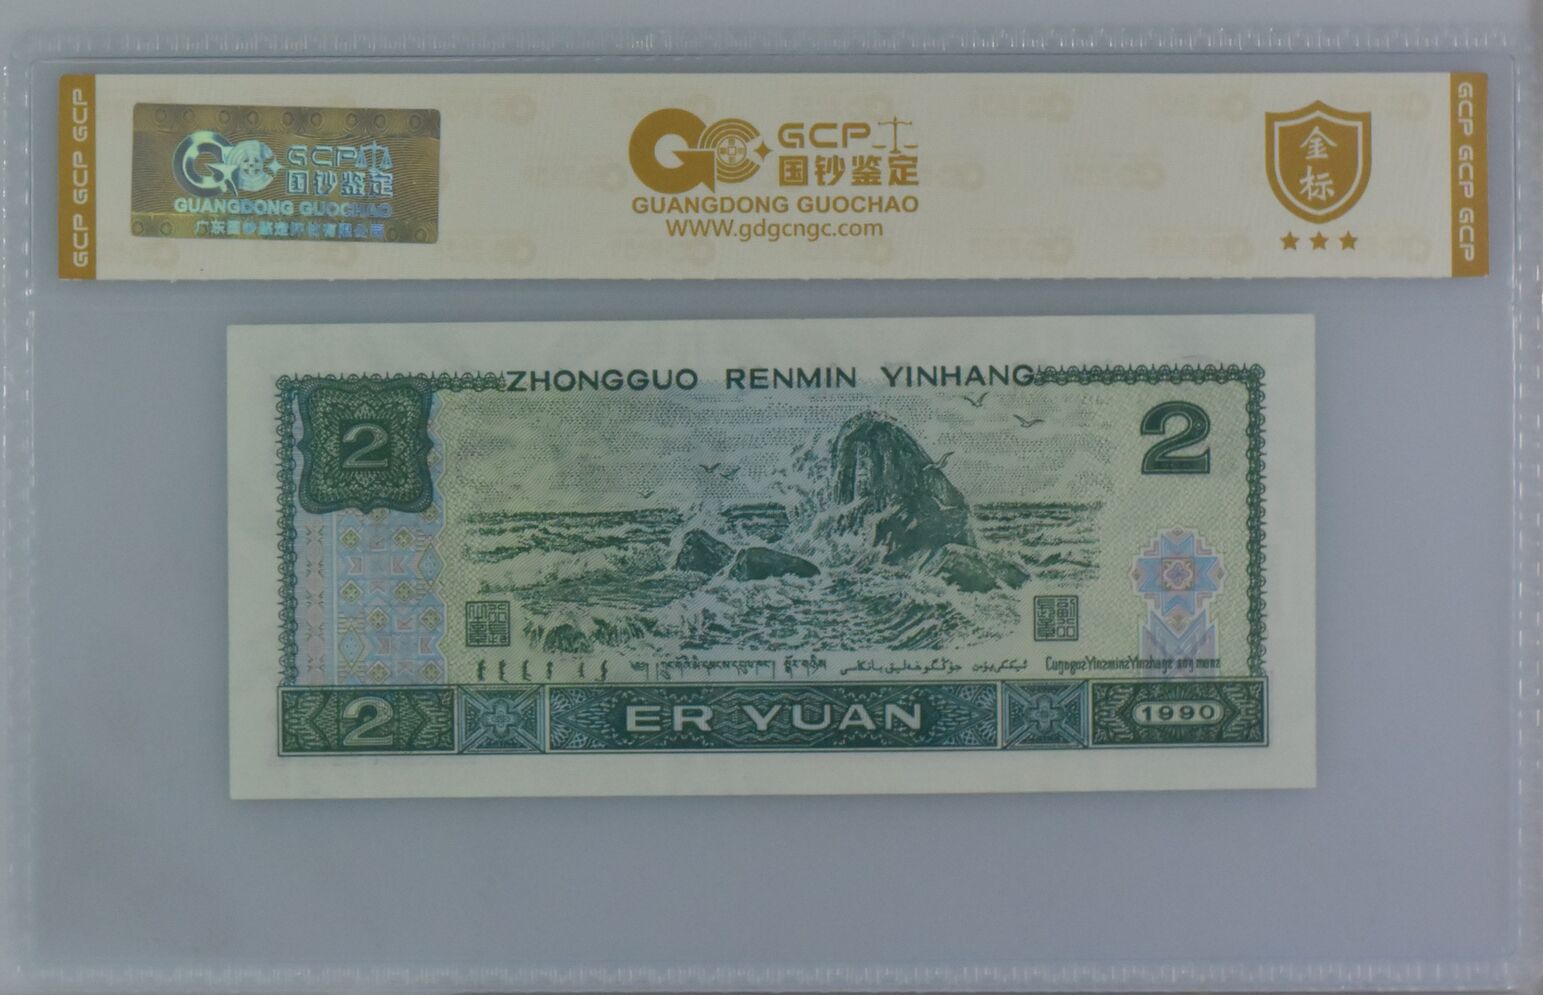 GCP GCP GCP
GCP
国钞鉴定
GUANGDONG GUOCHAO
GCP
国钞鉴定
GUANGDONG GUOCHAO
WWW.gdgcngc.com
金
标
GCP GCP GCP
ZHONGGUO RENMIN YINHANG
2
2
CuŋgozYinzminzYinzhangz
2
ER YUAN
1990